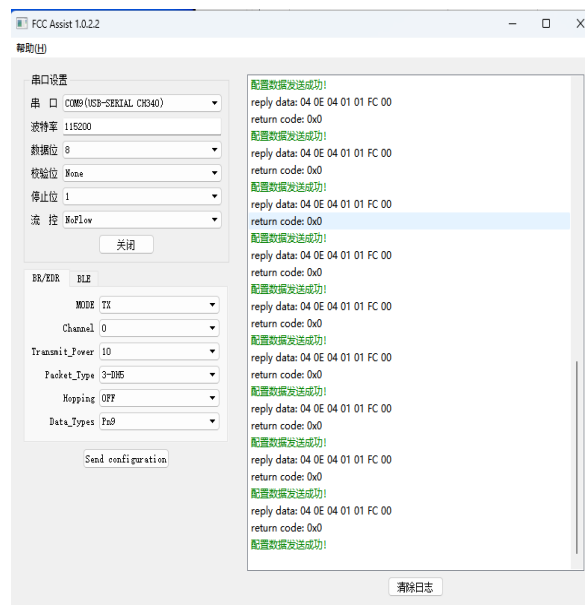 FCC Assist 1.0.2.2
帮助(H)
串口设置
串 口 COM9(USB-SERIAL CH340)
波特率 115200
数据位 8
校验位 None
停止位 1
流 控 NoFlow
关闭
BR/EDR BLE
MODE TX
Channel 0
Transmit_Power 10
Packet_Type 3-DH5
Hopping OFF
Data_Types Pn9
Send configuration
配置数据发送成功!
reply data: 04 0E 04 01 01 FC 00
return code: 0x0
配置数据发送成功!
reply data: 04 0E 04 01 01 FC 00
return code: 0x0
配置数据发送成功!
reply data: 04 0E 04 01 01 FC 00
return code: 0x0
配置数据发送成功!
reply data: 04 0E 04 01 01 FC 00
return code: 0x0
配置数据发送成功!
reply data: 04 0E 04 01 01 FC 00
return code: 0x0
配置数据发送成功!
reply data: 04 0E 04 01 01 FC 00
return code: 0x0
配置数据发送成功!
reply data: 04 0E 04 01 01 FC 00
return code: 0x0
配置数据发送成功!
reply data: 04 0E 04 01 01 FC 00
return code: 0x0
配置数据发送成功!
reply data: 04 0E 04 01 01 FC 00
return code: 0x0
配置数据发送成功!
清除日志